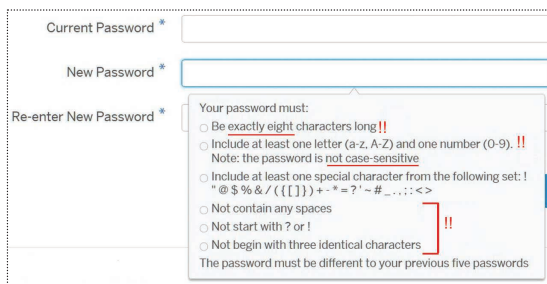 Current Password *
New Password *
Re-enter New Password *
Your password must:
Be exactly eight characters long !!
Include at least one letter (a-z, A-Z) and one number (0-9). !!
Note: the password is not case-sensitive
Include at least one special character from the following set: !
" @ $ % & / ( { [ ] } ) + - * = ? ' ~ # _ . , ; : < >
Not contain any spaces
Not start with ? or !
!!
Not begin with three identical characters
The password must be different to your previous five passwords